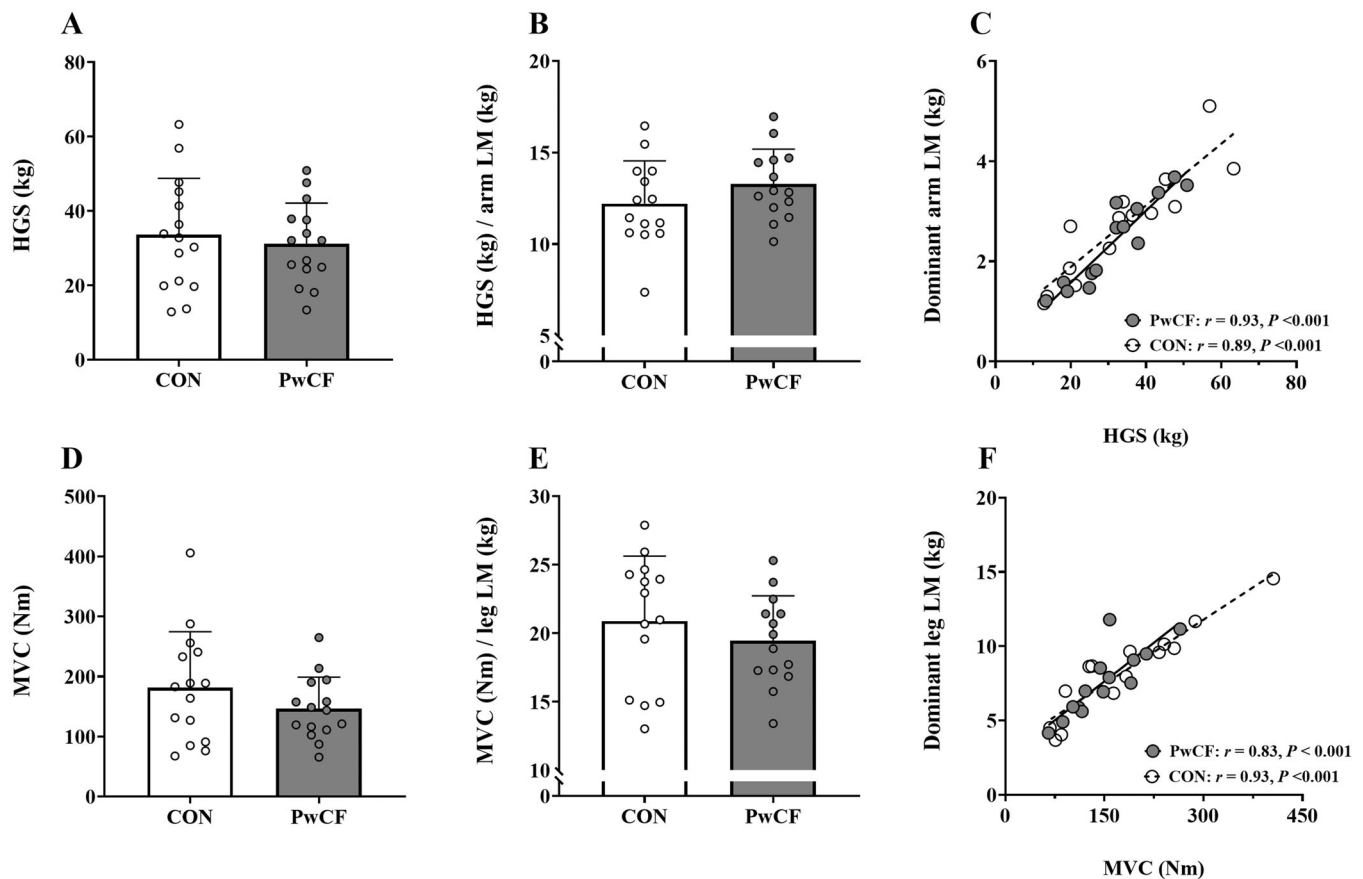 A
HGS (kg)
80
60
40
20
0
CON PwCF
B
HGS (kg) / arm LM (kg)
20
15
10
5
0
CON PwCF
C
Dominant arm LM (kg)
6
4
2
0
PwCF: r = 0.93, P <0.001
CON: r = 0.89, P <0.001
0 20 40 60 80
HGS (kg)
D
MVC (Nm)
500
400
300
200
100
0
CON PwCF
E
MVC (Nm) / leg LM (kg)
30
25
20
15
10
0
CON PwCF
F
Dominant leg LM (kg)
20
15
10
5
0
PwCF: r = 0.83, P < 0.001
CON: r = 0.93, P <0.001
0 150 300 450
MVC (Nm)